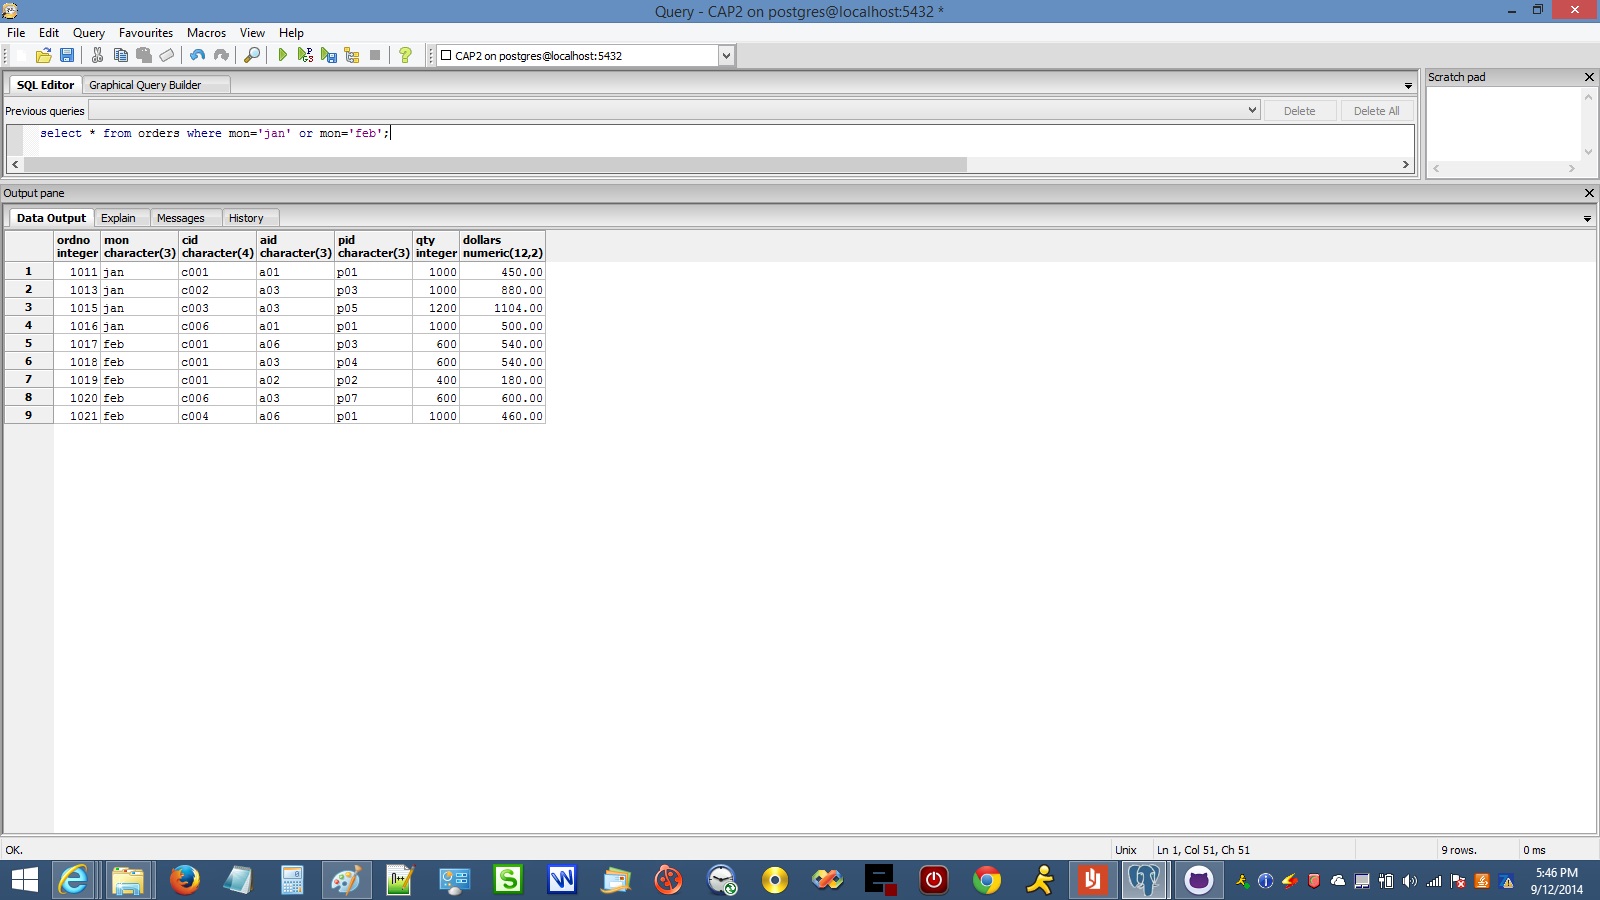 Query - CAP2 on postgres@localhost:5432 *
File Edit Query Favourites Macros View Help
CAP2 on postgres@localhost:5432
SQL Editor Graphical Query Builder
Scratch pad
Previous queries Delete Delete All
select * from orders where mon='jan' or mon='feb';
Output pane
Data Output Explain Messages History
ordno mon cid aid pid qty dollars
integer character(3) character(4) character(3) character(3) integer numeric(12,2)
1 1011 jan c001 a01 p01 1000 450.00
2 1013 jan c002 a03 p03 1000 880.00
3 1015 jan c003 a03 p05 1200 1104.00
4 1016 jan c006 a01 p01 1000 500.00
5 1017 feb c001 a06 p03 600 540.00
6 1018 feb c001 a03 p04 600 540.00
7 1019 feb c001 a02 p02 400 180.00
8 1020 feb c006 a03 p07 600 600.00
9 1021 feb c004 a06 p01 1000 460.00
OK. Unix Ln 1, Col 51, Ch 51 9 rows. 0 ms
5:46 PM
9/12/2014